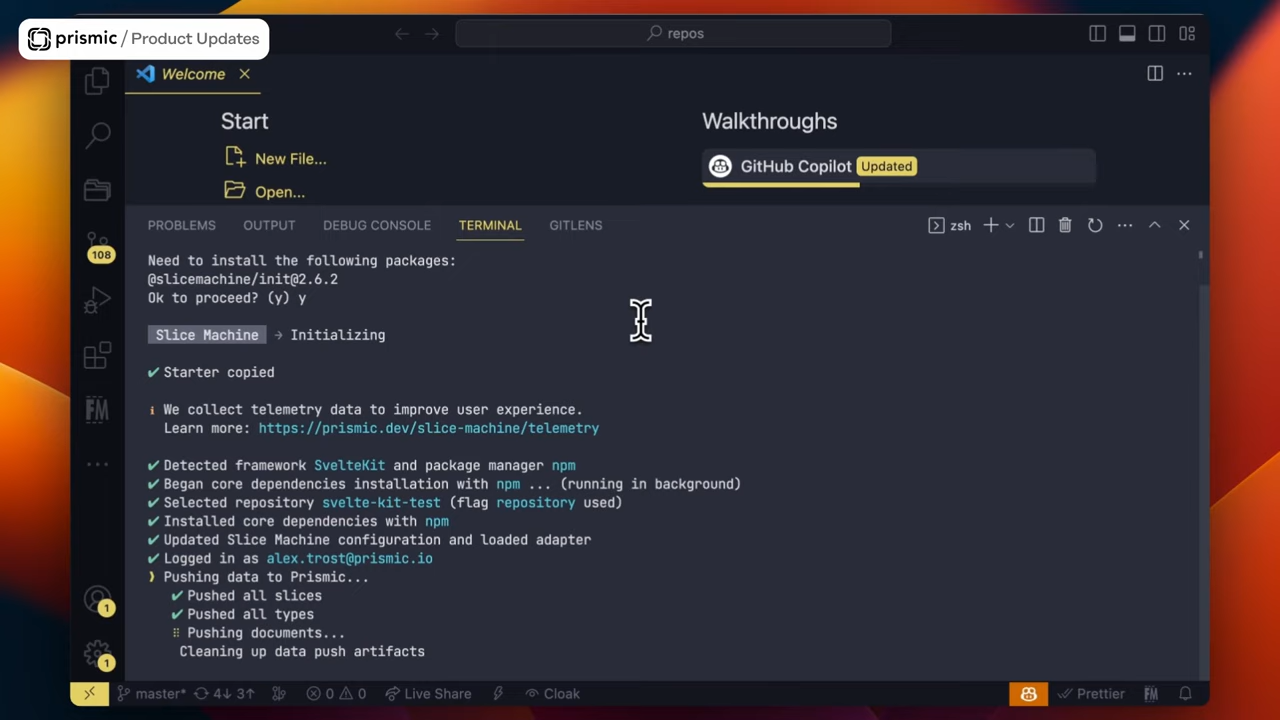 prismic / Product Updates
repos
Welcome
Start
Walkthroughs
New File...
GitHub Copilot Updated
Open...
PROBLEMS OUTPUT DEBUG CONSOLE TERMINAL GITLENS
zsh
108
Need to install the following packages:
@slicemachine/init@2.6.2
Ok to proceed? (y) y
Slice Machine → Initializing
✔ Starter copied
FM
i We collect telemetry data to improve user experience.
Learn more: https://prismic.dev/slice-machine/telemetry
✔ Detected framework SvelteKit and package manager npm
✔ Began core dependencies installation with npm ... (running in background)
✔ Selected repository svelte-kit-test (flag repository used)
✔ Installed core dependencies with npm
✔ Updated Slice Machine configuration and loaded adapter
✔ Logged in as alex.trost@prismic.io
❯ Pushing data to Prismic...
✔ Pushed all slices
1
✔ Pushed all types
⠿ Pushing documents...
Cleaning up data push artifacts
1
master* 4↓ 3↑ 0 0 Live Share Cloak Prettier FM